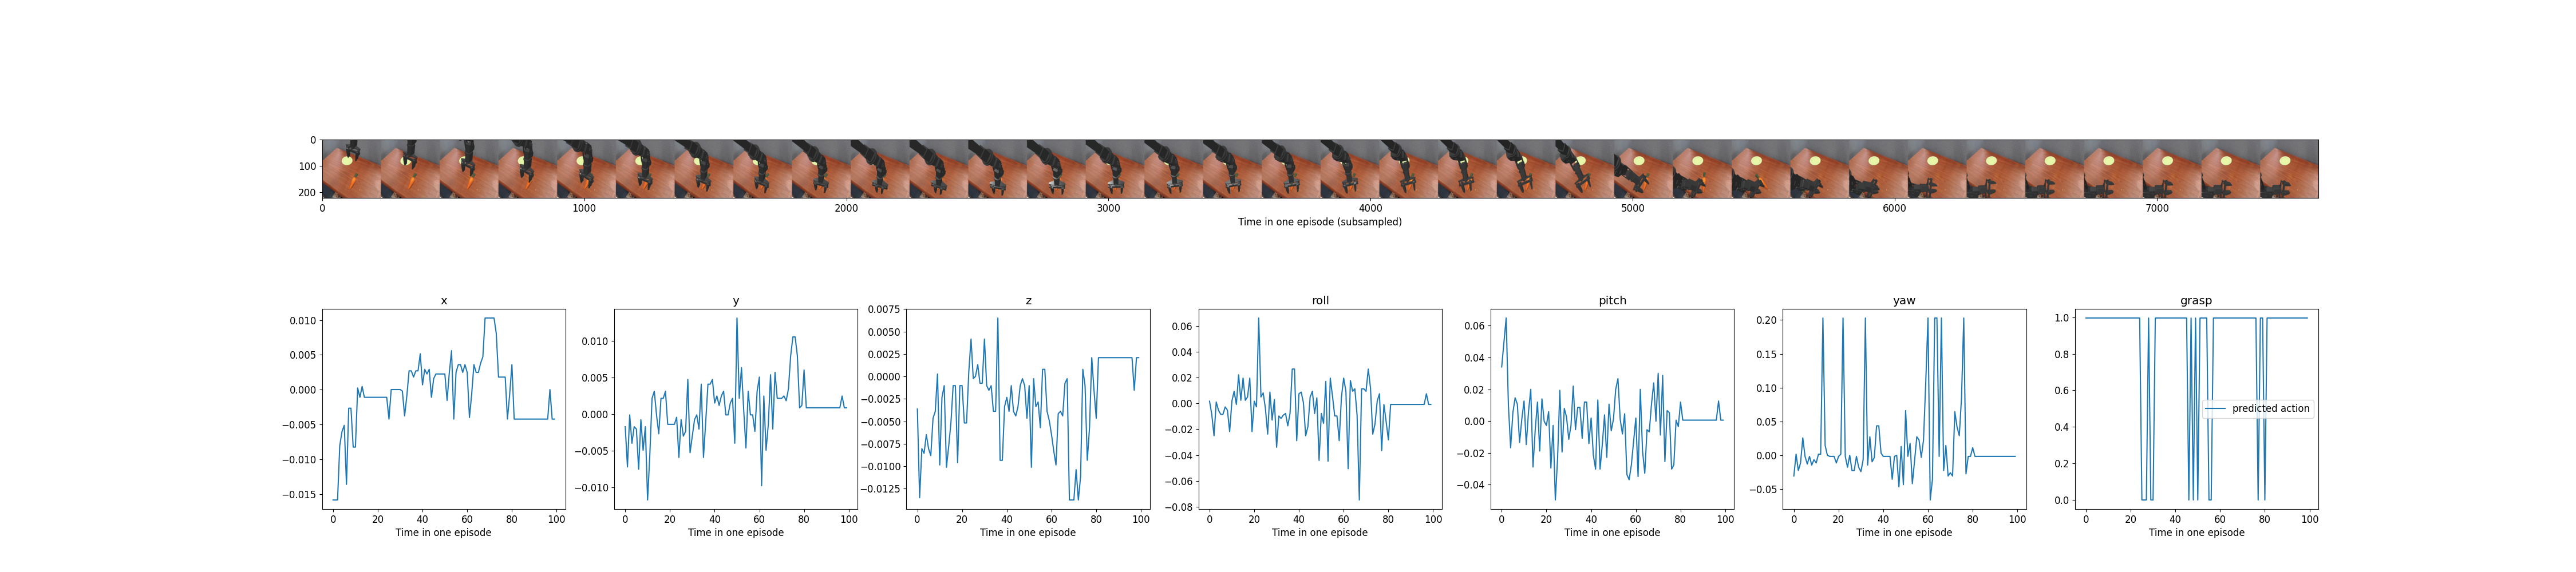 0
100
200
0 1000 2000 3000 4000 5000 6000 7000
Time in one episode (subsampled)
x
0.010
0.005
0.000
−0.005
−0.010
−0.015
0 20 40 60 80 100
Time in one episode
y
0.010
0.005
0.000
−0.005
−0.010
0 20 40 60 80 100
Time in one episode
z
0.0075
0.0050
0.0025
0.0000
−0.0025
−0.0050
−0.0075
−0.0100
−0.0125
0 20 40 60 80 100
Time in one episode
roll
0.06
0.04
0.02
0.00
−0.02
−0.04
−0.06
−0.08
0 20 40 60 80 100
Time in one episode
pitch
0.06
0.04
0.02
0.00
−0.02
−0.04
0 20 40 60 80 100
Time in one episode
yaw
0.20
0.15
0.10
0.05
0.00
−0.05
0 20 40 60 80 100
Time in one episode
grasp
1.0
0.8
0.6
0.4
0.2
0.0
predicted action
0 20 40 60 80 100
Time in one episode